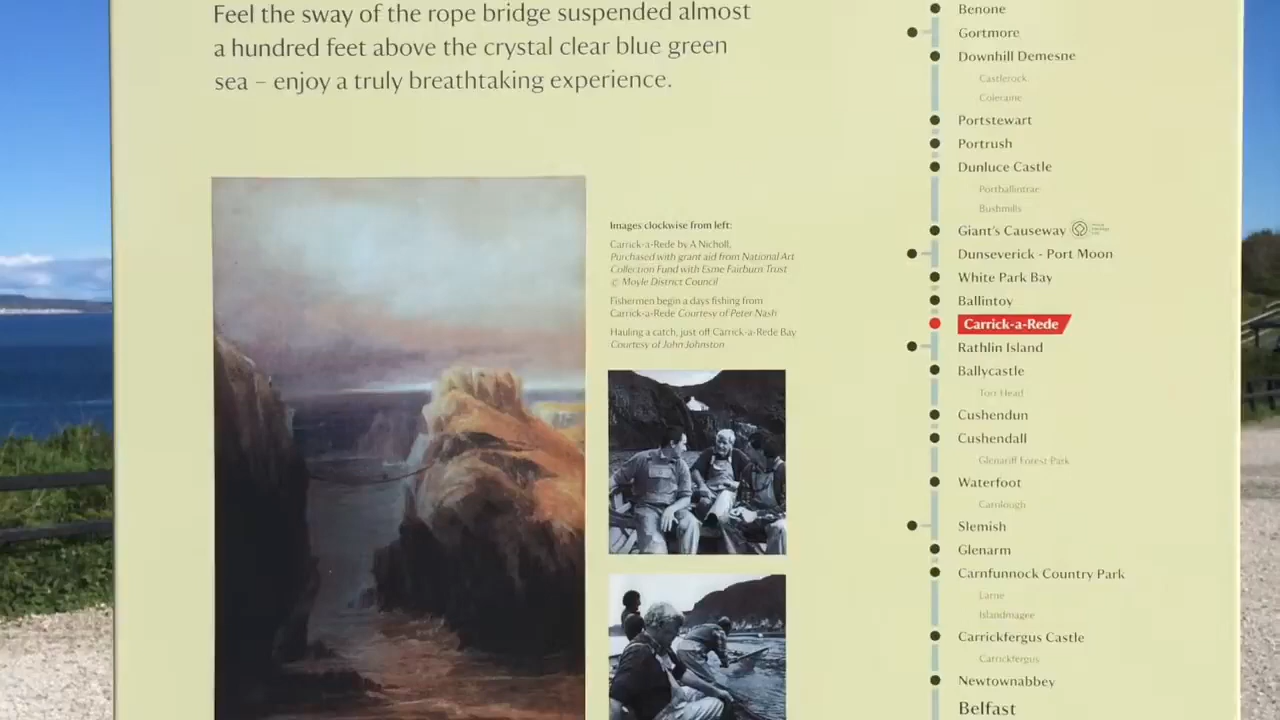 Feel the sway of the rope bridge suspended almost
a hundred feet above the crystal clear blue green
sea – enjoy a truly breathtaking experience.
Images clockwise from left:
Carrick-a-Rede by A Nicholl,
Purchased with grant aid from National Art
Collection Fund with Esme Fairburn Trust
© Moyle District Council
Fishermen begin a days fishing from
Carrick-a-Rede Courtesy of Peter Nash
Hauling a catch, just off Carrick-a-Rede Bay
Courtesy of John Johnston
Benone
Gortmore
Downhill Demesne
Castlerock
Coleraine
Portstewart
Portrush
Dunluce Castle
Portballintrae
Bushmills
Giant's Causeway
Dunseverick - Port Moon
White Park Bay
Ballintoy
Carrick-a-Rede
Rathlin Island
Ballycastle
Torr Head
Cushendun
Cushendall
Glenariff Forest Park
Waterfoot
Carnlough
Slemish
Glenarm
Carnfunnock Country Park
Larne
Islandmagee
Carrickfergus Castle
Carrickfergus
Newtownabbey
Belfast